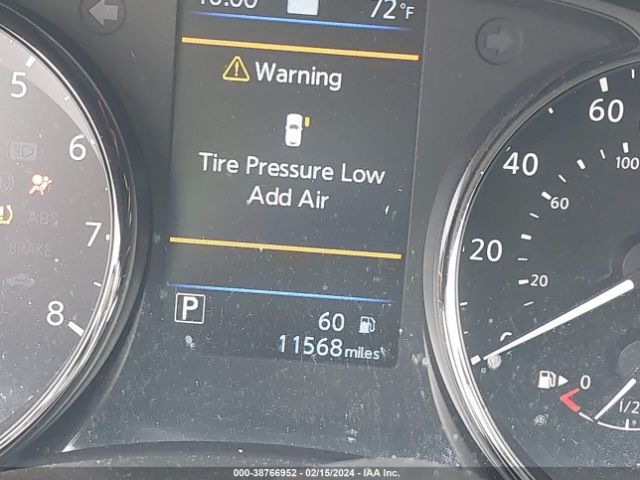 72°F
Warning
Tire Pressure Low
Add Air
P
60
11568 miles
5
6
7
8
ABS
BRAKE
60
40
20
0
100
60
20
0
1/2
000-38766952 - 02/15/2024 - IAA Inc.